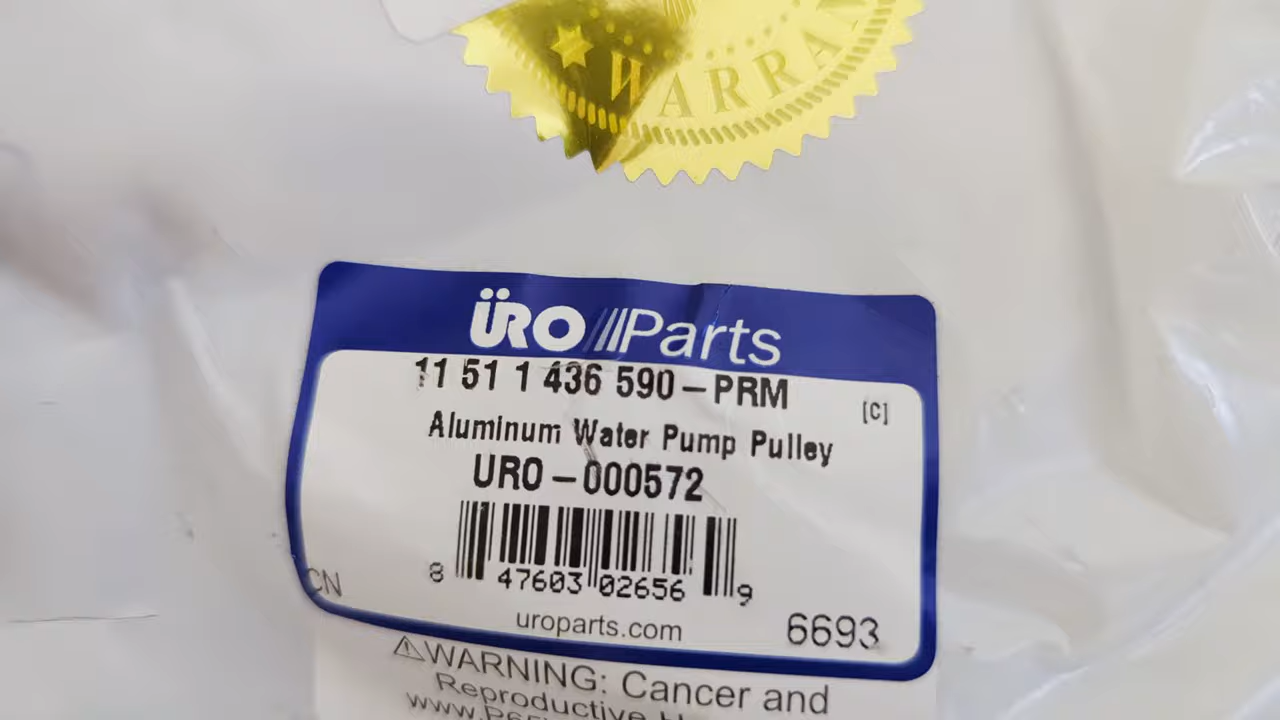 WARRAN
ÜRO Parts
11 51 1 436 590-PRM
[C]
Aluminum Water Pump Pulley
URO-000572
8 47603 02656 9
CN
uroparts.com
6693
⚠WARNING: Cancer and
Reproductive